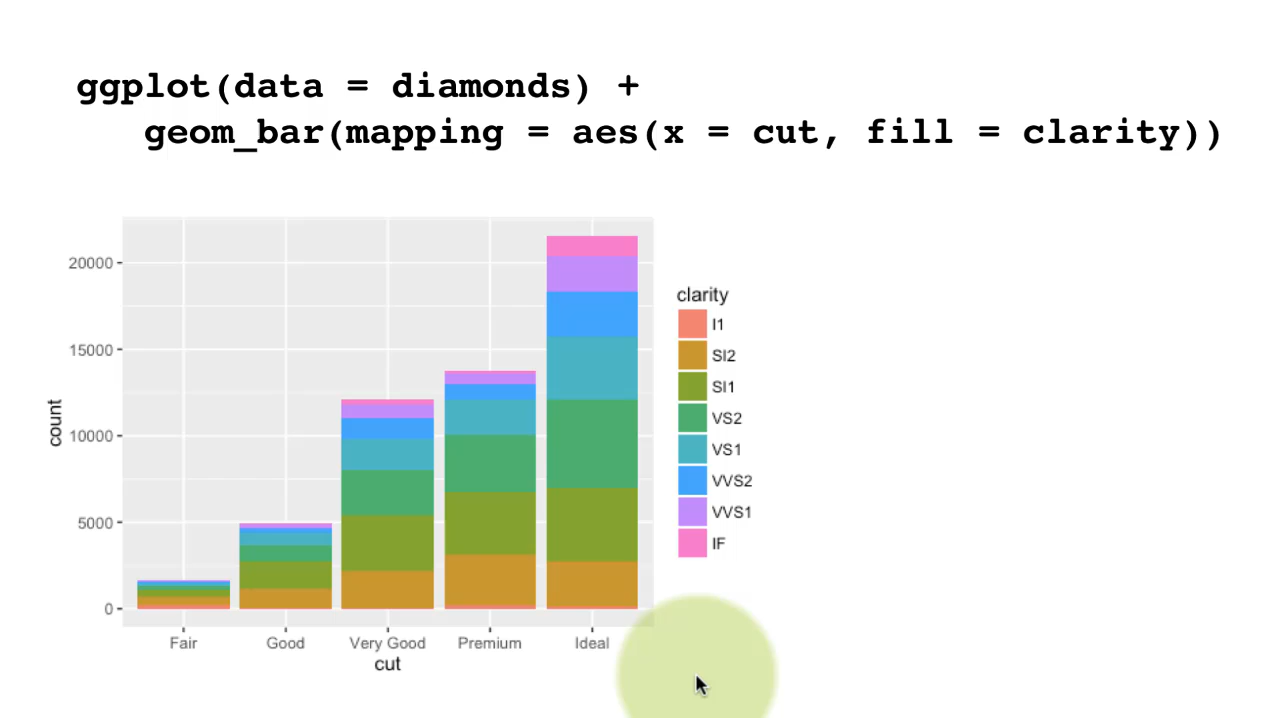 ggplot(data = diamonds) +
geom_bar(mapping = aes(x = cut, fill = clarity))
20000
15000
10000
5000
0
count
Fair Good Very Good Premium Ideal
cut
clarity
I1
SI2
SI1
VS2
VS1
VVS2
VVS1
IF